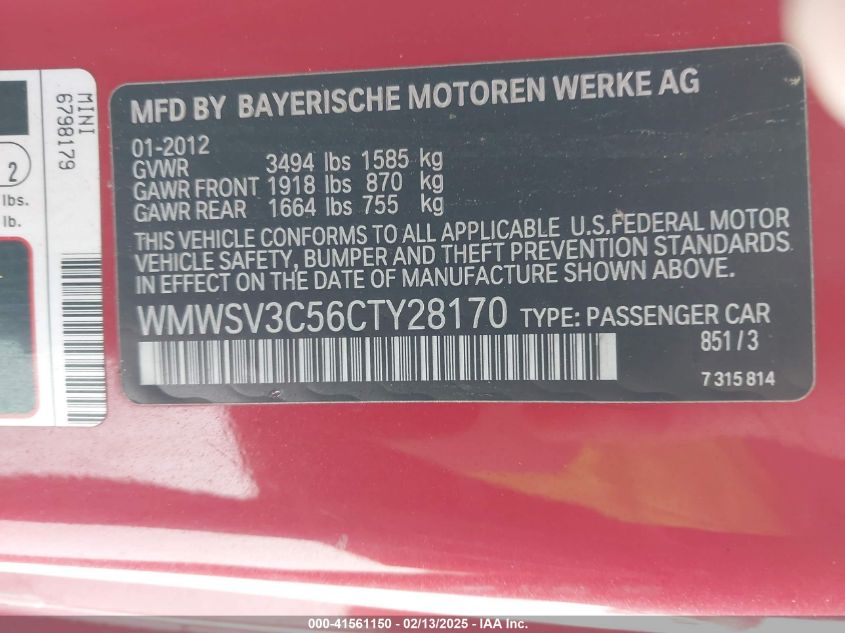 MINI
6798179
2
lbs.
lb.
MFD BY BAYERISCHE MOTOREN WERKE AG
01-2012
GVWR 3494 lbs 1585 kg
GAWR FRONT 1918 lbs 870 kg
GAWR REAR 1664 lbs 755 kg
THIS VEHICLE CONFORMS TO ALL APPLICABLE U.S.FEDERAL MOTOR
VEHICLE SAFETY, BUMPER AND THEFT PREVENTION STANDARDS
IN EFFECT ON THE DATE OF MANUFACTURE SHOWN ABOVE.
WMWSV3C56CTY28170 TYPE: PASSENGER CAR
851 / 3
7 315 814
000-41561150 - 02/13/2025 - IAA Inc.